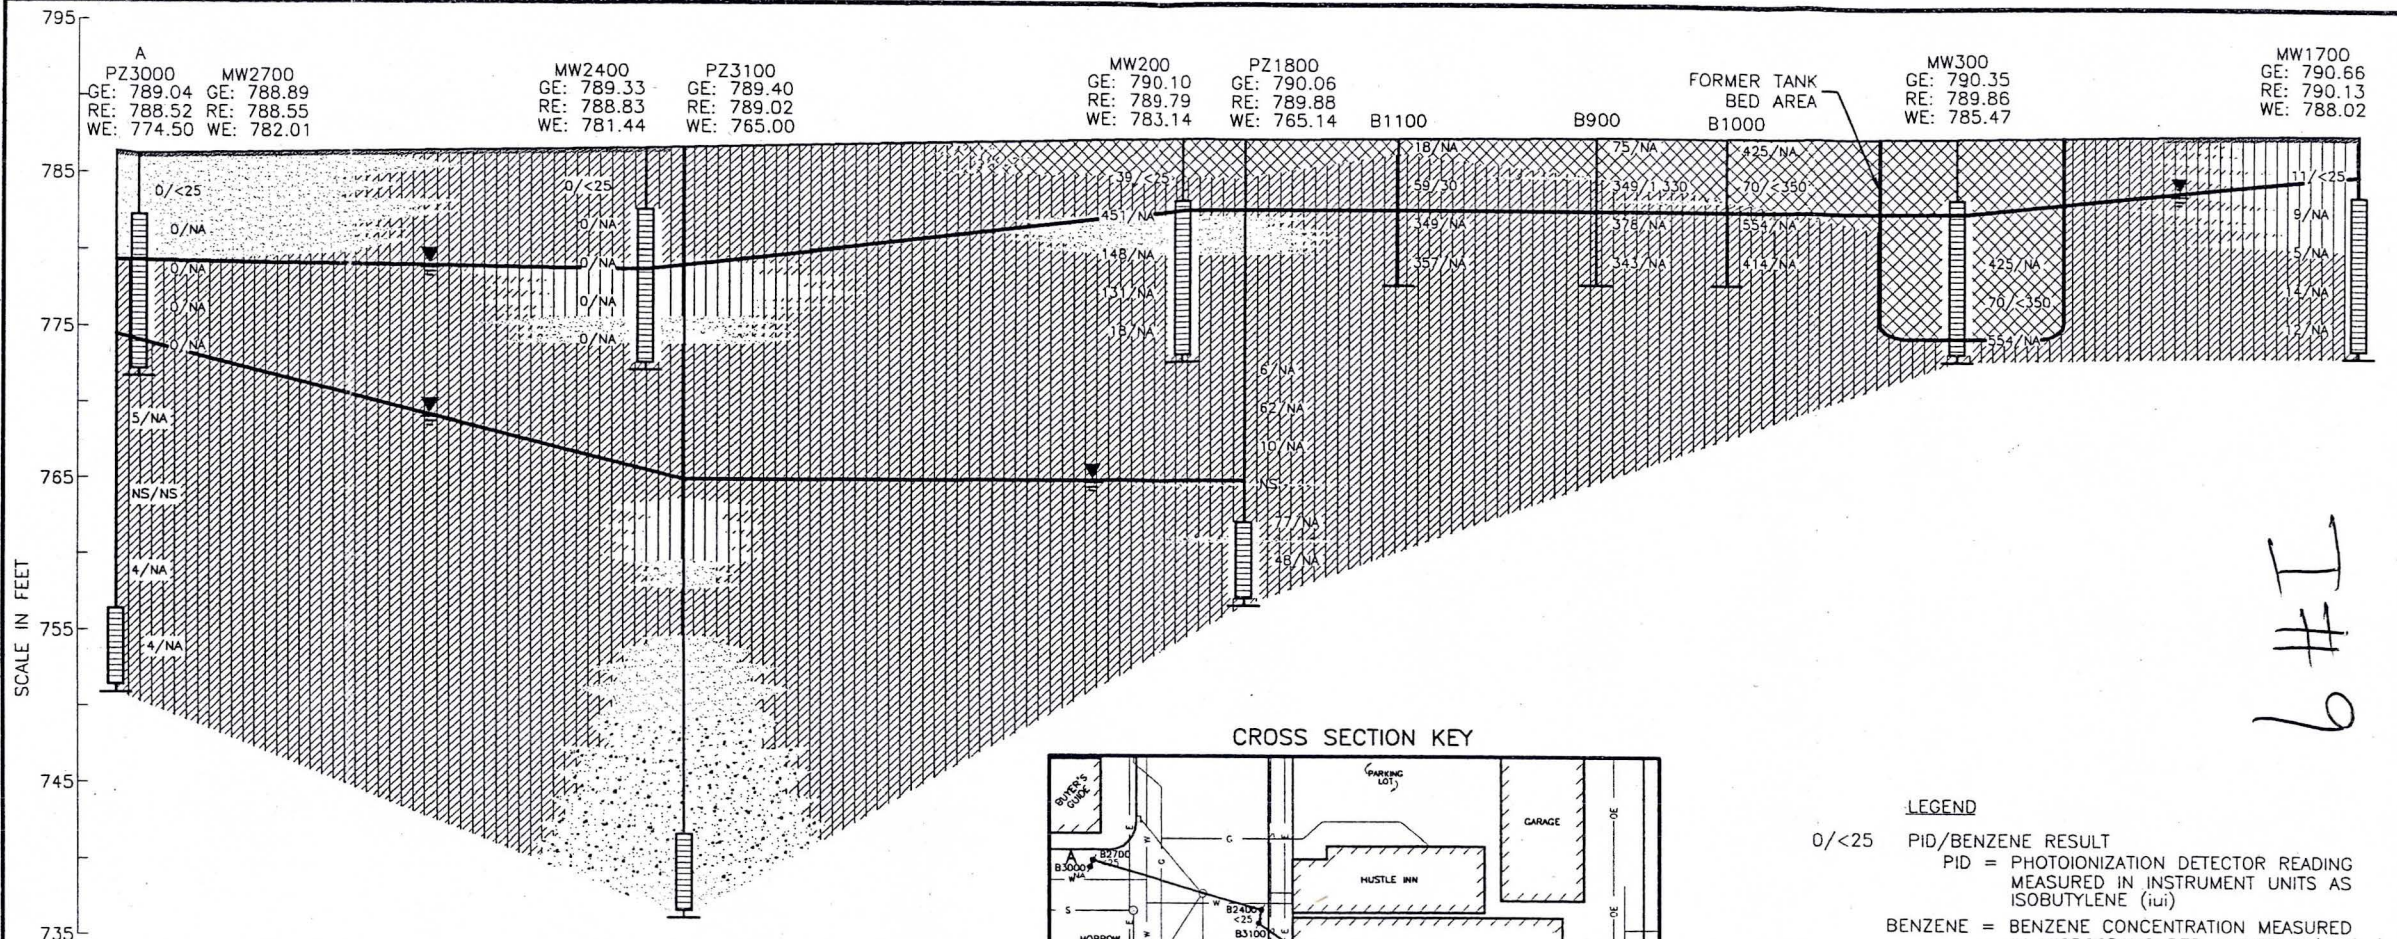 795
785
775
765
755
745
735
SCALE IN FEET
A
PZ3000
GE: 789.04
RE: 788.52
WE: 774.50
MW2700
GE: 788.89
RE: 788.55
WE: 782.01
MW2400
GE: 789.33
RE: 788.83
WE: 781.44
PZ3100
GE: 789.40
RE: 789.02
WE: 765.00
MW200
GE: 790.10
RE: 789.79
WE: 783.14
PZ1800
GE: 790.06
RE: 789.88
WE: 765.14
B1100
B900
B1000
FORMER TANK
BED AREA
MW300
GE: 790.35
RE: 789.86
WE: 785.47
MW1700
GE: 790.66
RE: 790.13
WE: 788.02
0/<25
0/NA
0/NA
0/NA
0/NA
5/NA
NS/NS
4/NA
4/NA
0/<25
0/NA
0/NA
0/NA
0/NA
39/<25
451/NA
148/NA
131/NA
18/NA
6/NA
62/NA
10/NA
NS
77/NA
48/NA
18/NA
59/30
349/NA
357/NA
75/NA
349/1,330
378/NA
343/NA
425/NA
70/<350
554/NA
414/NA
425/NA
70/<350
554/NA
11/<25
9/NA
5/NA
14/NA
12/NA
6 #I
CROSS SECTION KEY
BUYER'S
GUIDE
PARKING
LOT
GARAGE
HUSTLE INN
A
B2700
<25
B3000
NA
B2400
<25
B3100
MORROW
W
W
W
W
G
G
S
E
E
E
E
OE
OE
LEGEND
0/<25 PID/BENZENE RESULT
PID = PHOTOIONIZATION DETECTOR READING
MEASURED IN INSTRUMENT UNITS AS
ISOBUTYLENE (iui)
BENZENE = BENZENE CONCENTRATION MEASURED